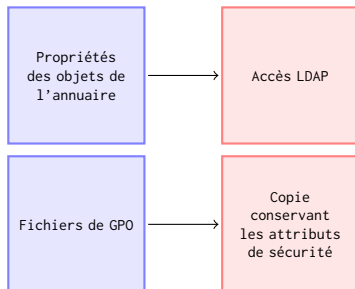 Propriétés
des objets de
l'annuaire
Accès LDAP
Fichiers de GPO
Copie
conservant
les attributs
de sécurité